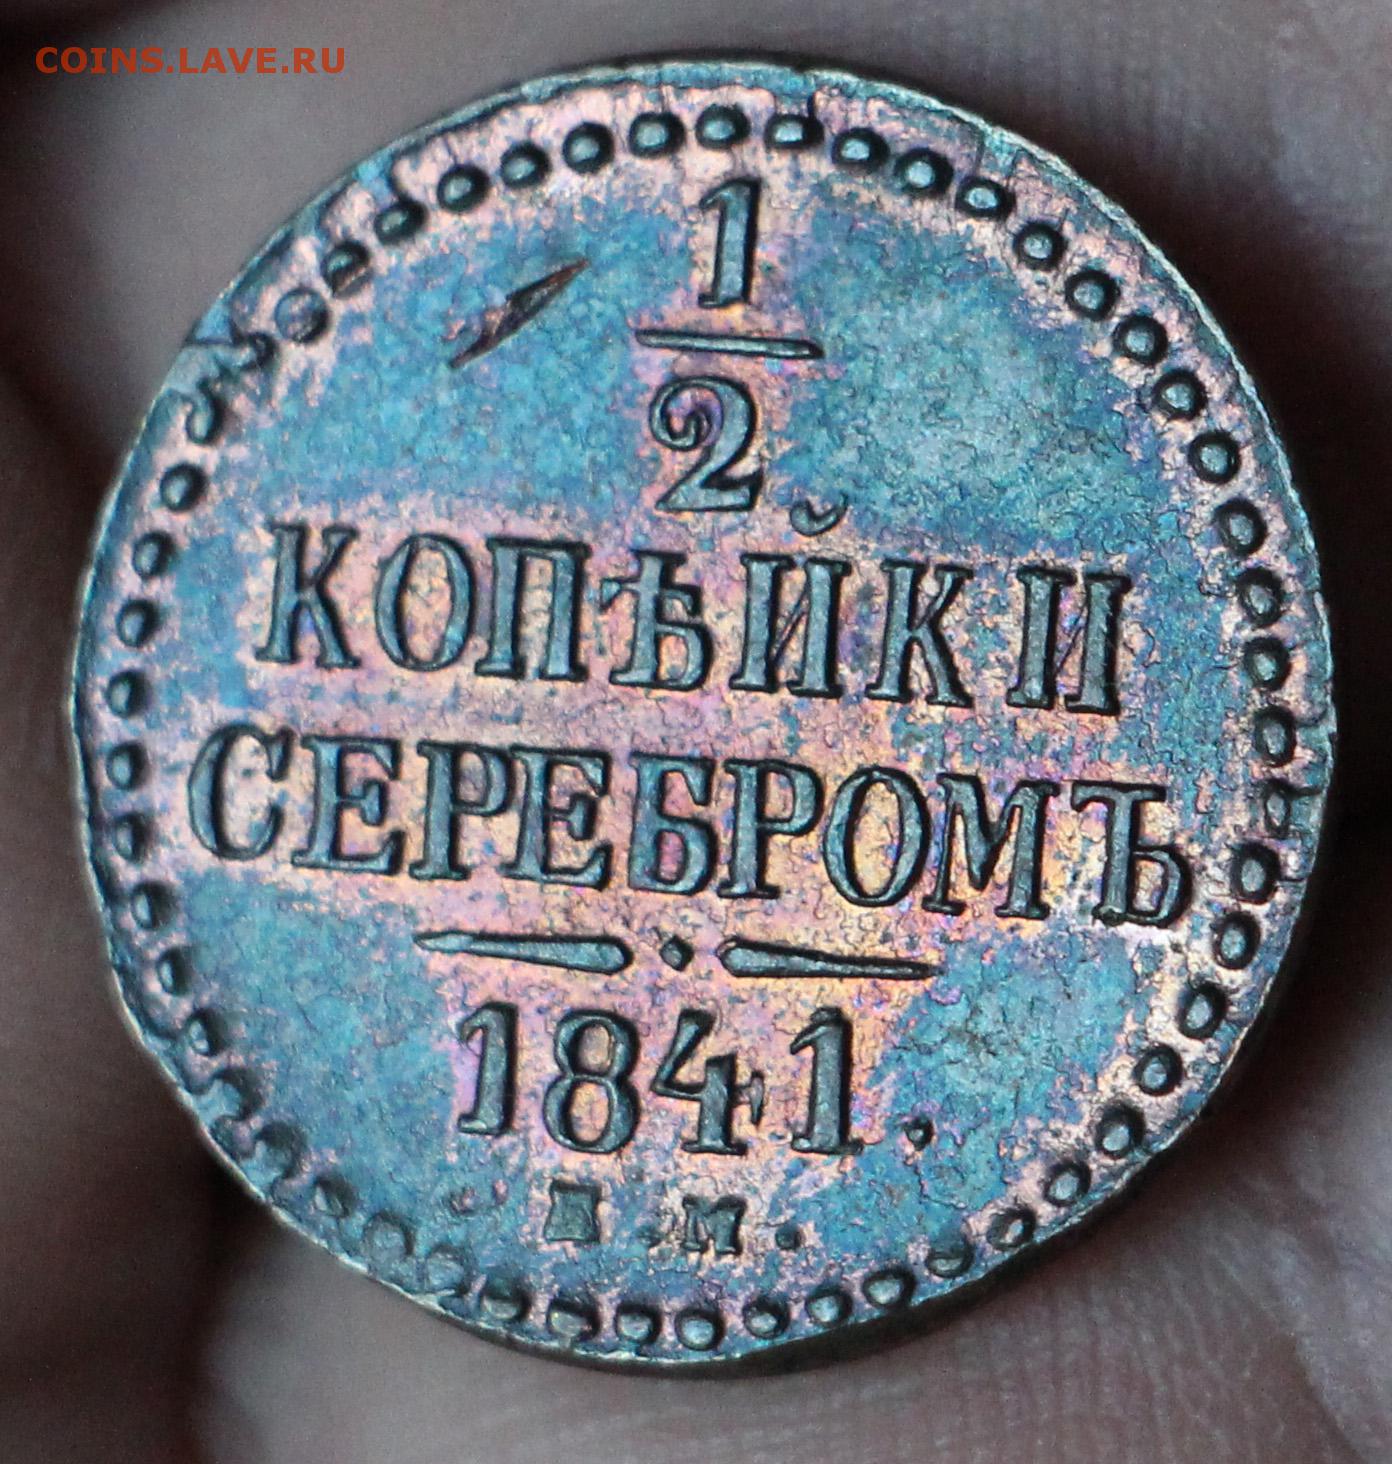 COINS.LAVE.RU
1
2
КОПѢЙКИ
СЕРЕБРОМЪ
1841.
М.